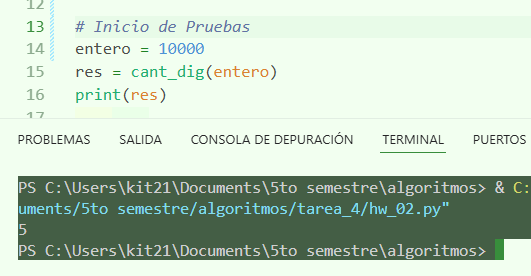 12
13 # Inicio de Pruebas
14 entero = 10000
15 res = cant_dig(entero)
16 print(res)
17
PROBLEMAS SALIDA CONSOLA DE DEPURACIÓN TERMINAL PUERTOS
PS C:\Users\kit21\Documents\5to semestre\algoritmos> & C:
uments/5to semestre/algoritmos/tarea_4/hw_02.py"
5
PS C:\Users\kit21\Documents\5to semestre\algoritmos>